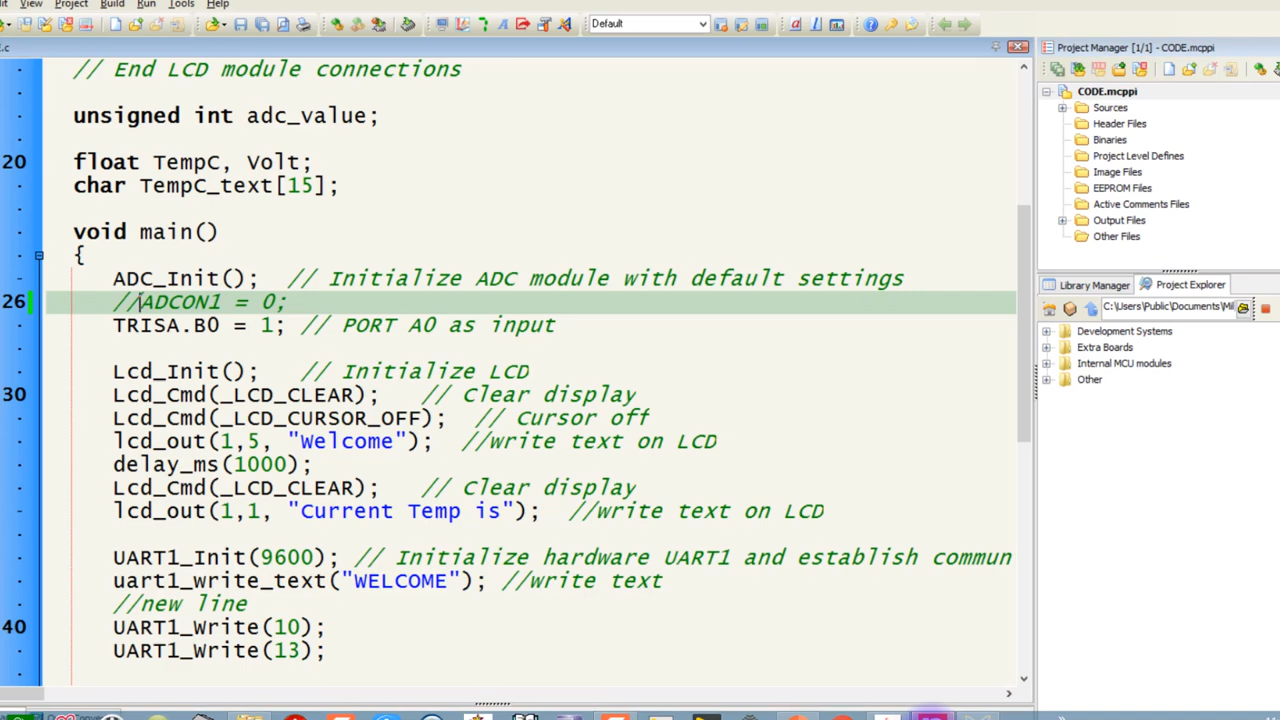 it View Project Build Run Tools Help
Default
E.c
Project Manager [1/1] - CODE.mcppi
// End LCD module connections
unsigned int adc_value;
20 float TempC, Volt;
char TempC_text[15];
void main()
{
ADC_Init(); // Initialize ADC module with default settings
26 //ADCON1 = 0;
TRISA.B0 = 1; // PORT A0 as input
Lcd_Init(); // Initialize LCD
30 Lcd_Cmd(_LCD_CLEAR); // Clear display
Lcd_Cmd(_LCD_CURSOR_OFF); // Cursor off
lcd_out(1,5, "Welcome"); //write text on LCD
delay_ms(1000);
Lcd_Cmd(_LCD_CLEAR); // Clear display
lcd_out(1,1, "Current Temp is"); //write text on LCD
UART1_Init(9600); // Initialize hardware UART1 and establish commun
uart1_write_text("WELCOME"); //write text
//new line
40 UART1_Write(10);
UART1_Write(13);
CODE.mcppi
Sources
Header Files
Binaries
Project Level Defines
Image Files
EEPROM Files
Active Comments Files
Output Files
Other Files
Library Manager Project Explorer
C:\Users\Public\Documents\Mil
Development Systems
Extra Boards
Internal MCU modules
Other